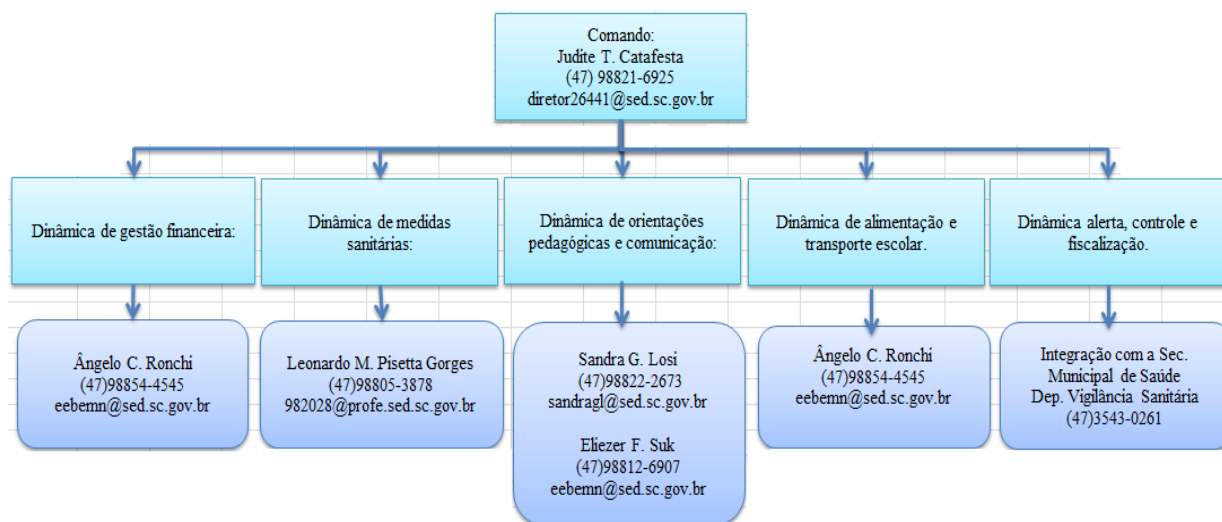 Comando:
Judite T. Catafesta
(47) 98821-6925
diretor26441@sed.sc.gov.br
Dinâmica de gestão financeira:
Dinâmica de medidas
sanitárias:
Dinâmica de orientações
pedagógicas e comunicação:
Dinâmica de alimentação e
transporte escolar.
Dinâmica alerta, controle e
fiscalização.
Ângelo C. Ronchi
(47)98854-4545
eebemn@sed.sc.gov.br
Leonardo M. Pisetta Gorges
(47)98805-3878
982028@profe.sed.sc.gov.br
Sandra G. Losi
(47)98822-2673
sandragl@sed.sc.gov.br
Eliezer F. Suk
(47)98812-6907
eebemn@sed.sc.gov.br
Ângelo C. Ronchi
(47)98854-4545
eebemn@sed.sc.gov.br
Integração com a Sec.
Municipal de Saúde
Dep. Vigilância Sanitária
(47)3543-0261